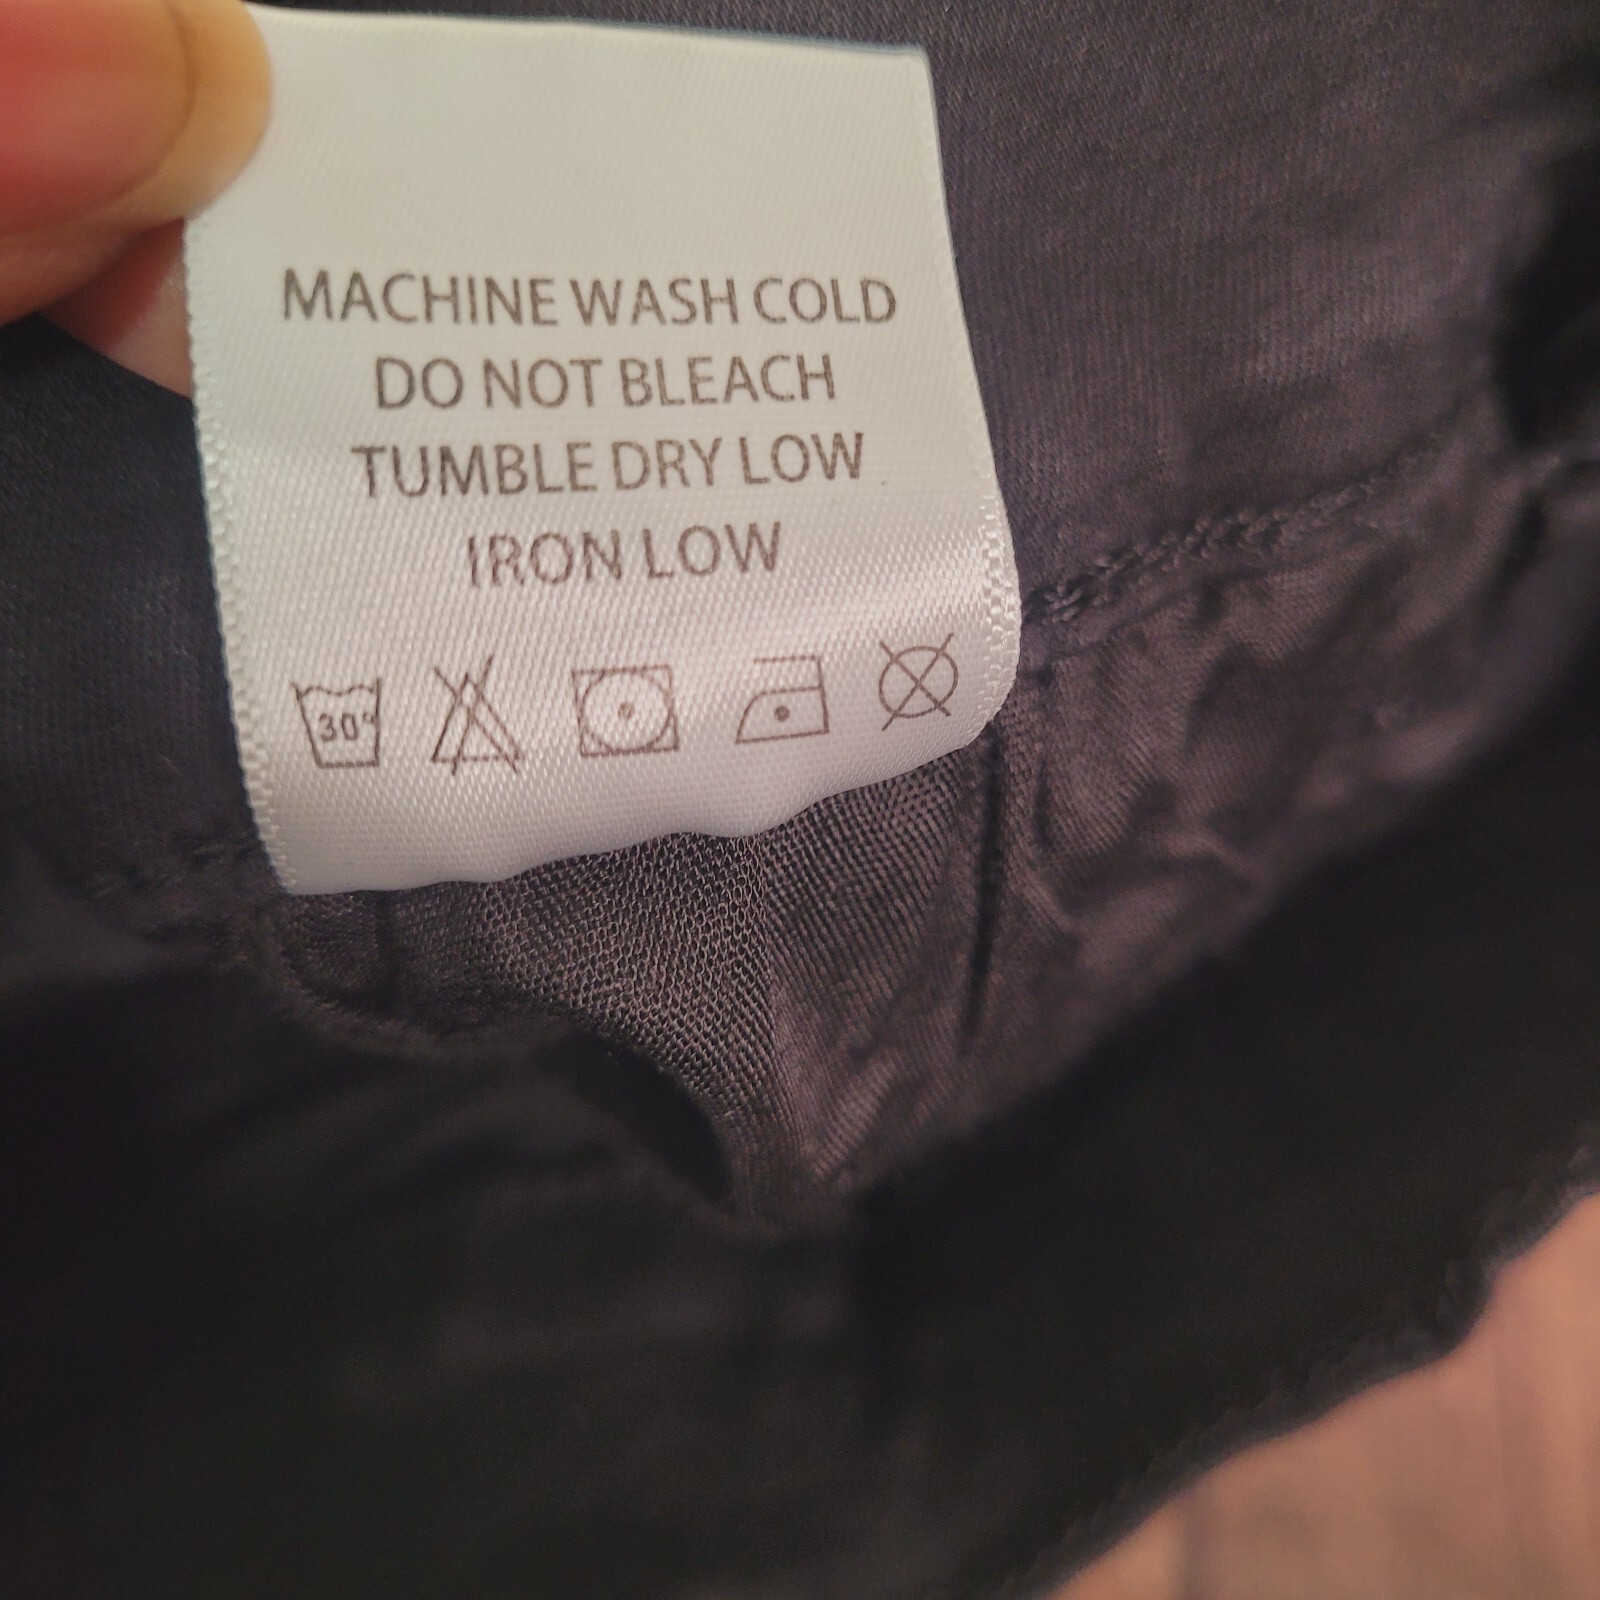 MACHINE WASH COLD
DO NOT BLEACH
TUMBLE DRY LOW
IRON LOW
30°